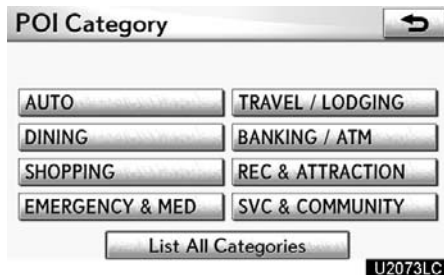 POI Category
AUTO
TRAVEL / LODGING
DINING
BANKING / ATM
SHOPPING
REC & ATTRACTION
EMERGENCY & MED
SVC & COMMUNITY
List All Categories
U2073LC